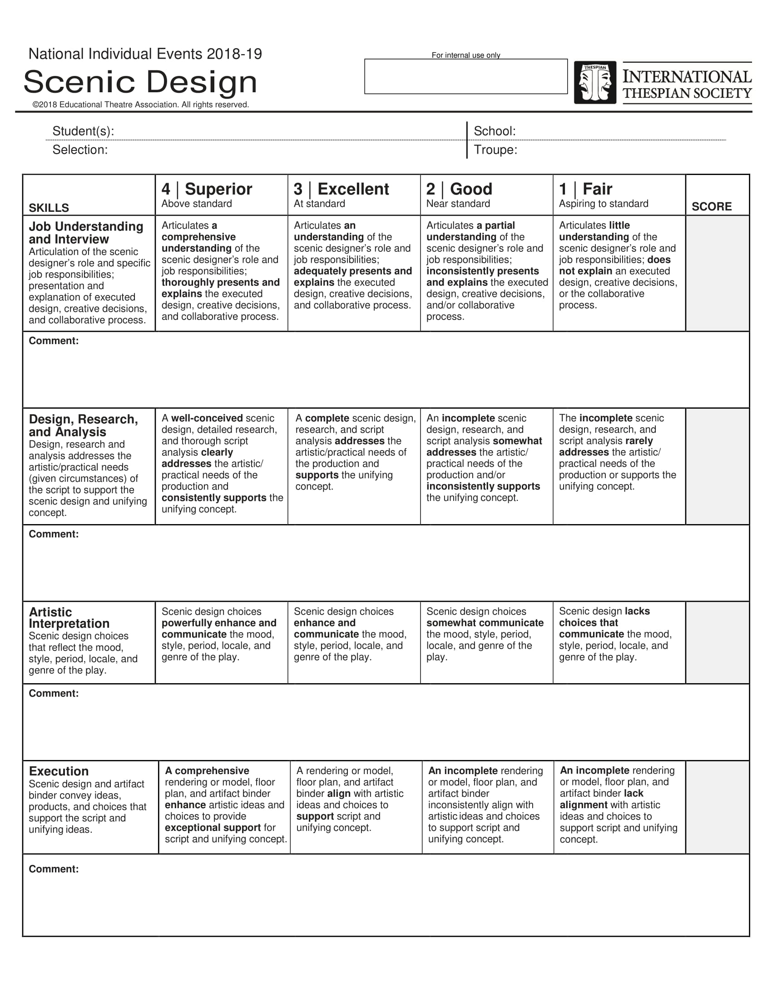 National Individual Events 2018-19
Scenic Design
©2018 Educational Theatre Association. All rights reserved.
For internal use only
THESPIAN
INTERNATIONAL
THESPIAN SOCIETY
Student(s):
School:
Selection:
Troupe:
SKILLS
4 | Superior
Above standard
3 | Excellent
At standard
2 | Good
Near standard
1 | Fair
Aspiring to standard
SCORE
Job Understanding
and Interview
Articulation of the scenic
designer’s role and specific
job responsibilities;
presentation and
explanation of executed
design, creative decisions,
and collaborative process.
Articulates a
comprehensive
understanding of the
scenic designer’s role and
job responsibilities;
thoroughly presents and
explains the executed
design, creative decisions,
and collaborative process.
Articulates an
understanding of the
scenic designer’s role and
job responsibilities;
adequately presents and
explains the executed
design, creative decisions,
and collaborative process.
Articulates a partial
understanding of the
scenic designer’s role and
job responsibilities;
inconsistently presents
and explains the executed
design, creative decisions,
and/or collaborative
process.
Articulates little
understanding of the
scenic designer’s role and
job responsibilities; does
not explain an executed
design, creative decisions,
or the collaborative
process.
Comment:
Design, Research,
and Analysis
Design, research and
analysis addresses the
artistic/practical needs
(given circumstances) of
the script to support the
scenic design and unifying
concept.
A well-conceived scenic
design, detailed research,
and thorough script
analysis clearly
addresses the artistic/
practical needs of the
production and
consistently supports the
unifying concept.
A complete scenic design,
research, and script
analysis addresses the
artistic/practical needs of
the production and
supports the unifying
concept.
An incomplete scenic
design, research, and
script analysis somewhat
addresses the artistic/
practical needs of the
production and/or
inconsistently supports
the unifying concept.
The incomplete scenic
design, research, and
script analysis rarely
addresses the artistic/
practical needs of the
production or supports the
unifying concept.
Comment:
Artistic
Interpretation
Scenic design choices
that reflect the mood,
style, period, locale, and
genre of the play.
Scenic design choices
powerfully enhance and
communicate the mood,
style, period, locale, and
genre of the play.
Scenic design choices
enhance and
communicate the mood,
style, period, locale, and
genre of the play.
Scenic design choices
somewhat communicate
the mood, style, period,
locale, and genre of the
play.
Scenic design lacks
choices that
communicate the mood,
style, period, locale, and
genre of the play.
Comment:
Execution
Scenic design and artifact
binder convey ideas,
products, and choices that
support the script and
unifying ideas.
A comprehensive
rendering or model, floor
plan, and artifact binder
enhance artistic ideas and
choices to provide
exceptional support for
script and unifying concept.
A rendering or model,
floor plan, and artifact
binder align with artistic
ideas and choices to
support script and
unifying concept.
An incomplete rendering
or model, floor plan, and
artifact binder
inconsistently align with
artistic ideas and choices
to support script and
unifying concept.
An incomplete rendering
or model, floor plan, and
artifact binder lack
alignment with artistic
ideas and choices to
support script and unifying
concept.
Comment: